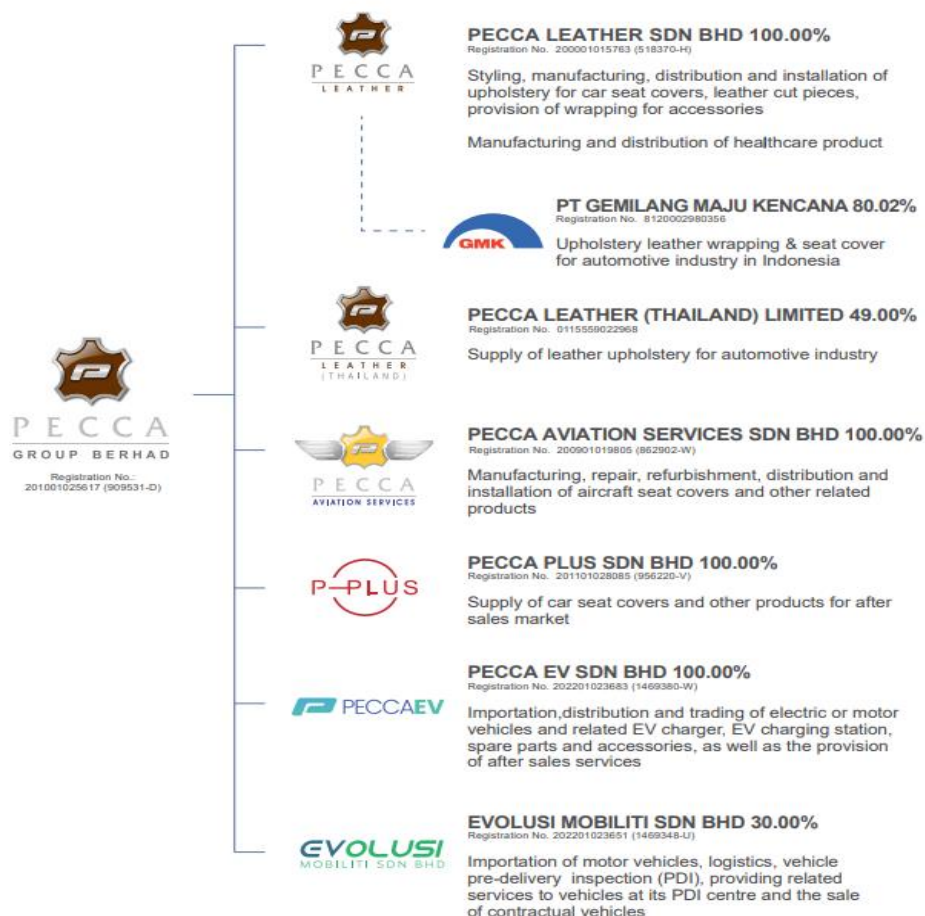 PECCA
LEATHER
PECCA LEATHER SDN BHD 100.00%
Registration No. 200001015763 (518370-H)
Styling, manufacturing, distribution and installation of
upholstery for car seat covers, leather cut pieces,
provision of wrapping for accessories
Manufacturing and distribution of healthcare product
GMK
PT GEMILANG MAJU KENCANA 80.02%
Registration No. 8120002980356
Upholstery leather wrapping & seat cover
for automotive industry in Indonesia
PECCA
LEATHER
(THAILAND)
PECCA LEATHER (THAILAND) LIMITED 49.00%
Registration No. 0115559022968
Supply of leather upholstery for automotive industry
PECCA
GROUP BERHAD
Registration No.:
201001025617 (909531-D)
PECCA
AVIATION SERVICES
PECCA AVIATION SERVICES SDN BHD 100.00%
Registration No. 200901019805 (862902-W)
Manufacturing, repair, refurbishment, distribution and
installation of aircraft seat covers and other related
products
P-PLUS
PECCA PLUS SDN BHD 100.00%
Registration No. 201101028085 (956220-V)
Supply of car seat covers and other products for after
sales market
PECCAEV
PECCA EV SDN BHD 100.00%
Registration No. 202201023683 (1469380-W)
Importation,distribution and trading of electric or motor
vehicles and related EV charger, EV charging station,
spare parts and accessories, as well as the provision
of after sales services
EVOLUSI
MOBILITI SDN BHD
EVOLUSI MOBILITI SDN BHD 30.00%
Registration No. 202201023651 (1469348-U)
Importation of motor vehicles, logistics, vehicle
pre-delivery inspection (PDI), providing related
services to vehicles at its PDI centre and the sale
of contractual vehicles